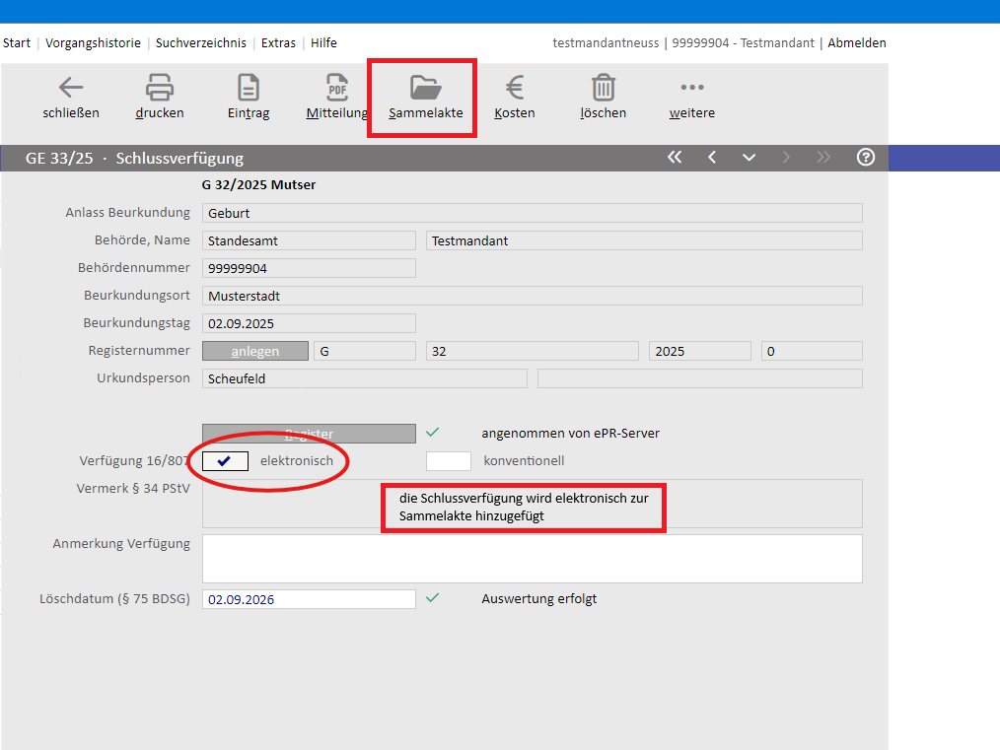 Start | Vorgangshistorie | Suchverzeichnis | Extras | Hilfe testmandantneuss | 99999904 - Testmandant | Abmelden
schließen drucken Eintrag Mitteilung Sammelakte Kosten löschen weitere
GE 33/25 · Schlussverfügung
G 32/2025 Mutser
Anlass Beurkundung Geburt
Behörde, Name Standesamt Testmandant
Behördennummer 99999904
Beurkundungsort Musterstadt
Beurkundungstag 02.09.2025
Registernummer anlegen G 32 2025 0
Urkundsperson Scheufeld
Register angenommen von ePR-Server
Verfügung 16/807 elektronisch konventionell
Vermerk § 34 PStV
die Schlussverfügung wird elektronisch zur
Sammelakte hinzugefügt
Anmerkung Verfügung
Löschdatum (§ 75 BDSG) 02.09.2026 Auswertung erfolgt